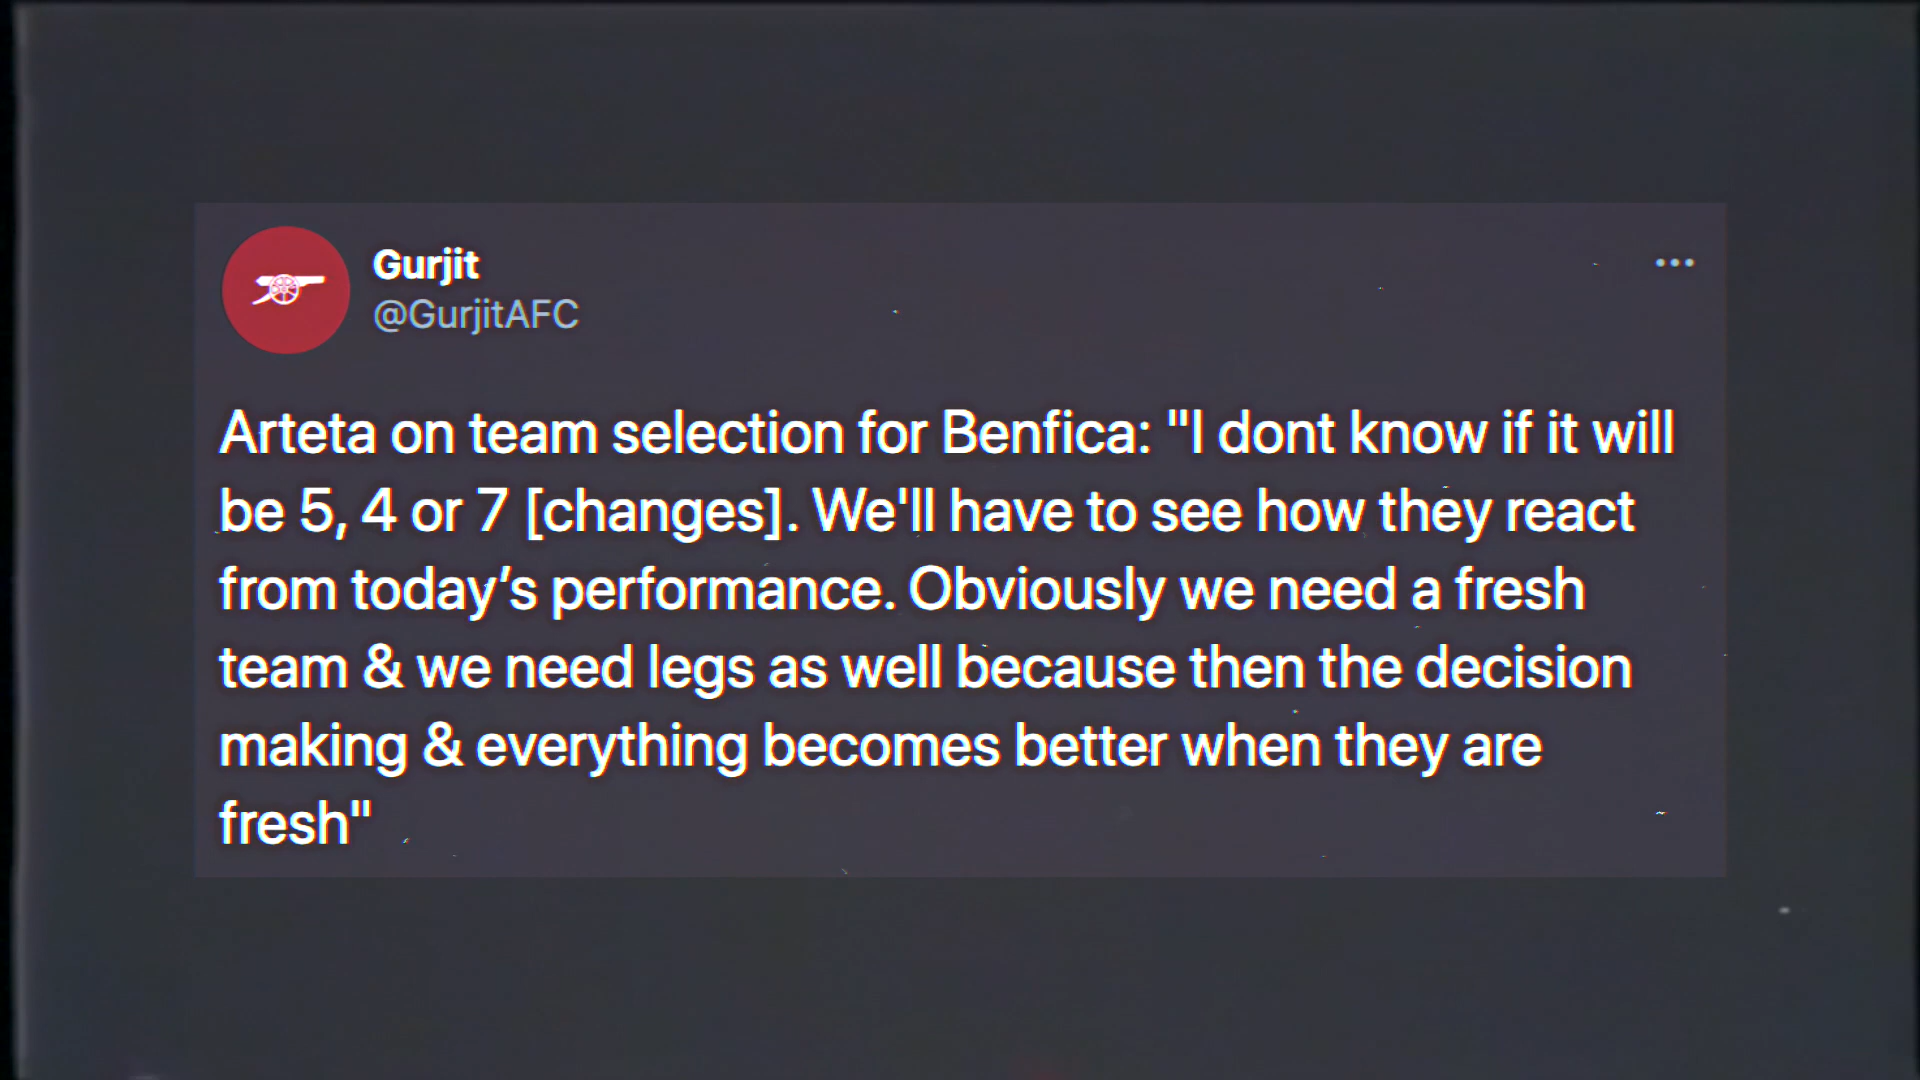 Gurjit
@GurjitAFC
Arteta on team selection for Benfica: "I dont know if it will
be 5, 4 or 7 [changes]. We'll have to see how they react
from today’s performance. Obviously we need a fresh
team & we need legs as well because then the decision
making & everything becomes better when they are
fresh"